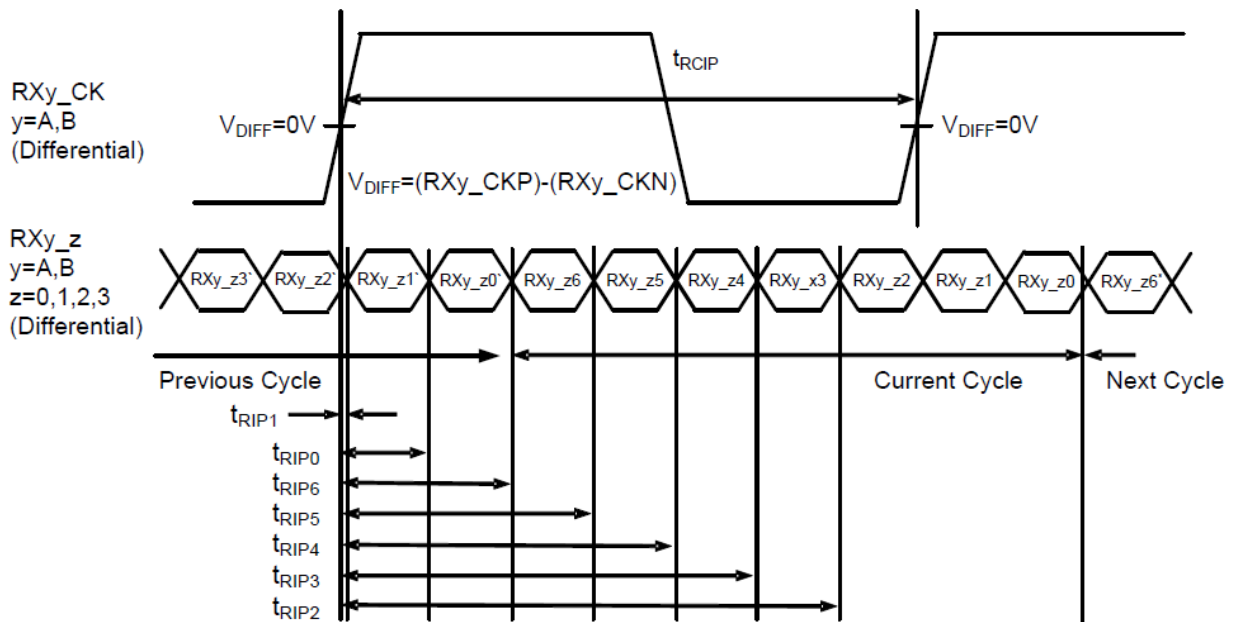 RXy_CK
y=A,B
(Differential)
tRCIP
VDIFF=0V
VDIFF=0V
VDIFF=(RXy_CKP)-(RXy_CKN)
RXy_z
y=A,B
z=0,1,2,3
(Differential)
RXy_z3` RXy_z2` RXy_z1` RXy_z0` RXy_z6 RXy_z5 RXy_z4 RXy_x3 RXy_z2 RXy_z1 RXy_z0 RXy_z6``
Previous Cycle Current Cycle Next Cycle
tRIP1
tRIP0
tRIP6
tRIP5
tRIP4
tRIP3
tRIP2